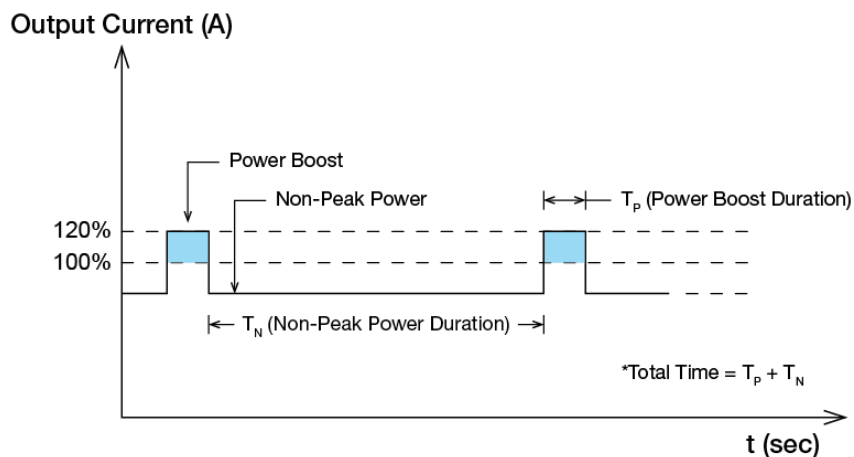 Output Current (A)
Power Boost
Non-Peak Power
T_P (Power Boost Duration)
120%
100%
T_N (Non-Peak Power Duration)
*Total Time = T_P + T_N
t (sec)